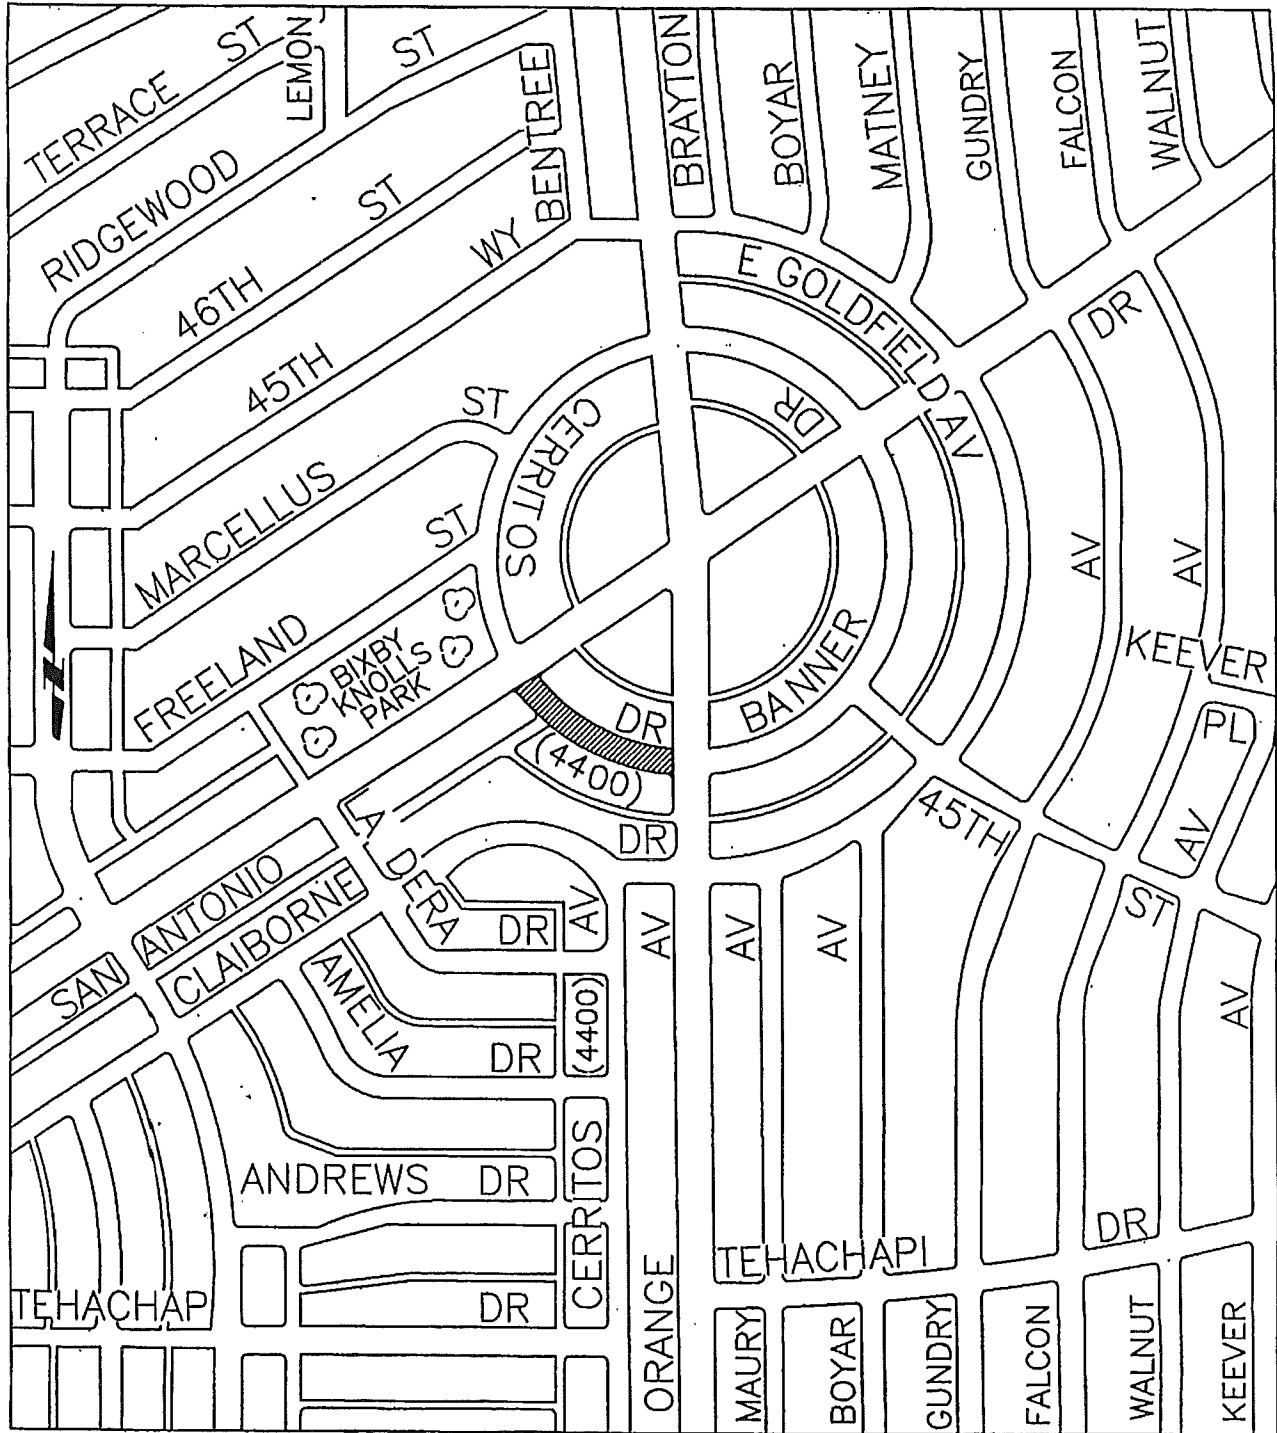 TERRACE ST
LEMON
RIDGEWOOD ST
46TH ST
BENTREE
45TH WY
BRAYTON
BOYAR
MATNEY
GUNDRY
FALCON
WALNUT
E GOLDFIELD AV
DR
DR
MARCELLUS ST
CERRITOS
FREELAND ST
BIXBY
KNOLLS
PARK
BANNER
DR
(4400)
DR
AV
AV
KEEVER
PL
AV
45TH
ST
AV
LA DERA
DR
AV
AV
AV
AV
SAN ANTONIO
CLAIBORNE
AMELIA
DR
(4400)
ANDREWS DR
CERRITOS
DR
TEHACHAPI
DR
TEHACHAP
ORANGE
MAURY
BOYAR
GUNDRY
FALCON
WALNUT
KEEVER